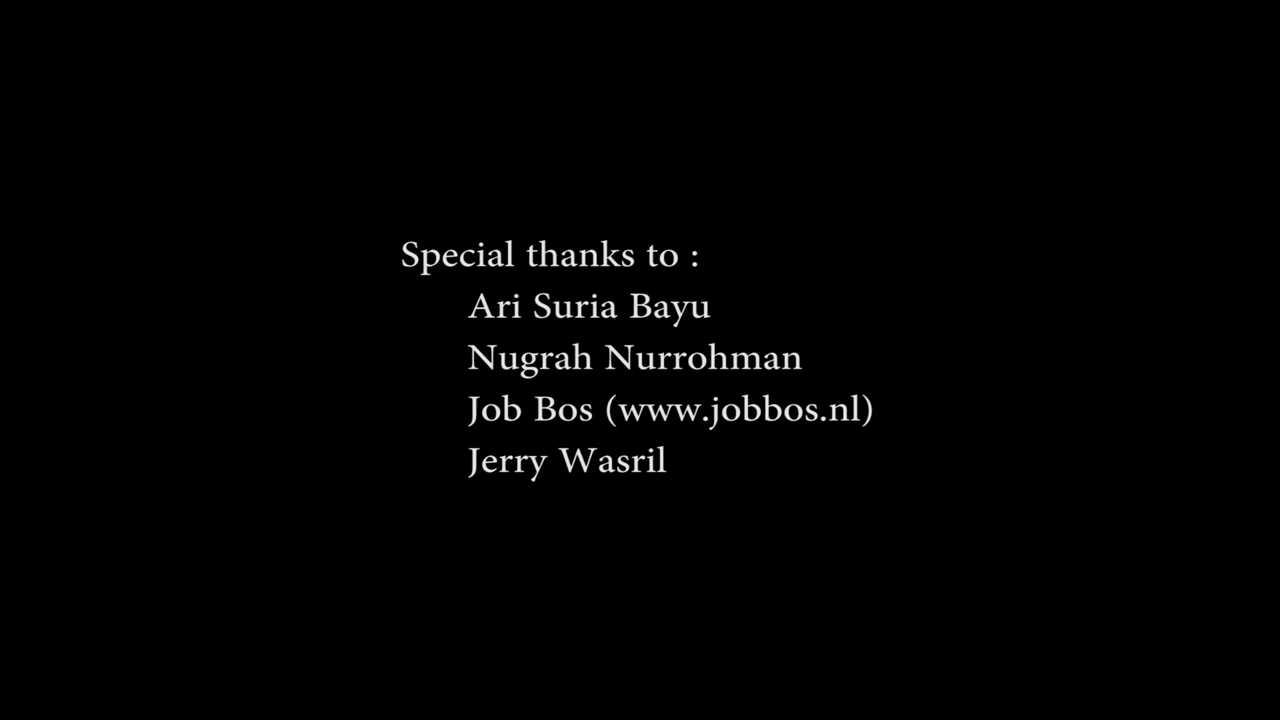 Special thanks to :
Ari Suria Bayu
Nugrah Nurrohman
Job Bos (www.jobbos.nl)
Jerry Wasril